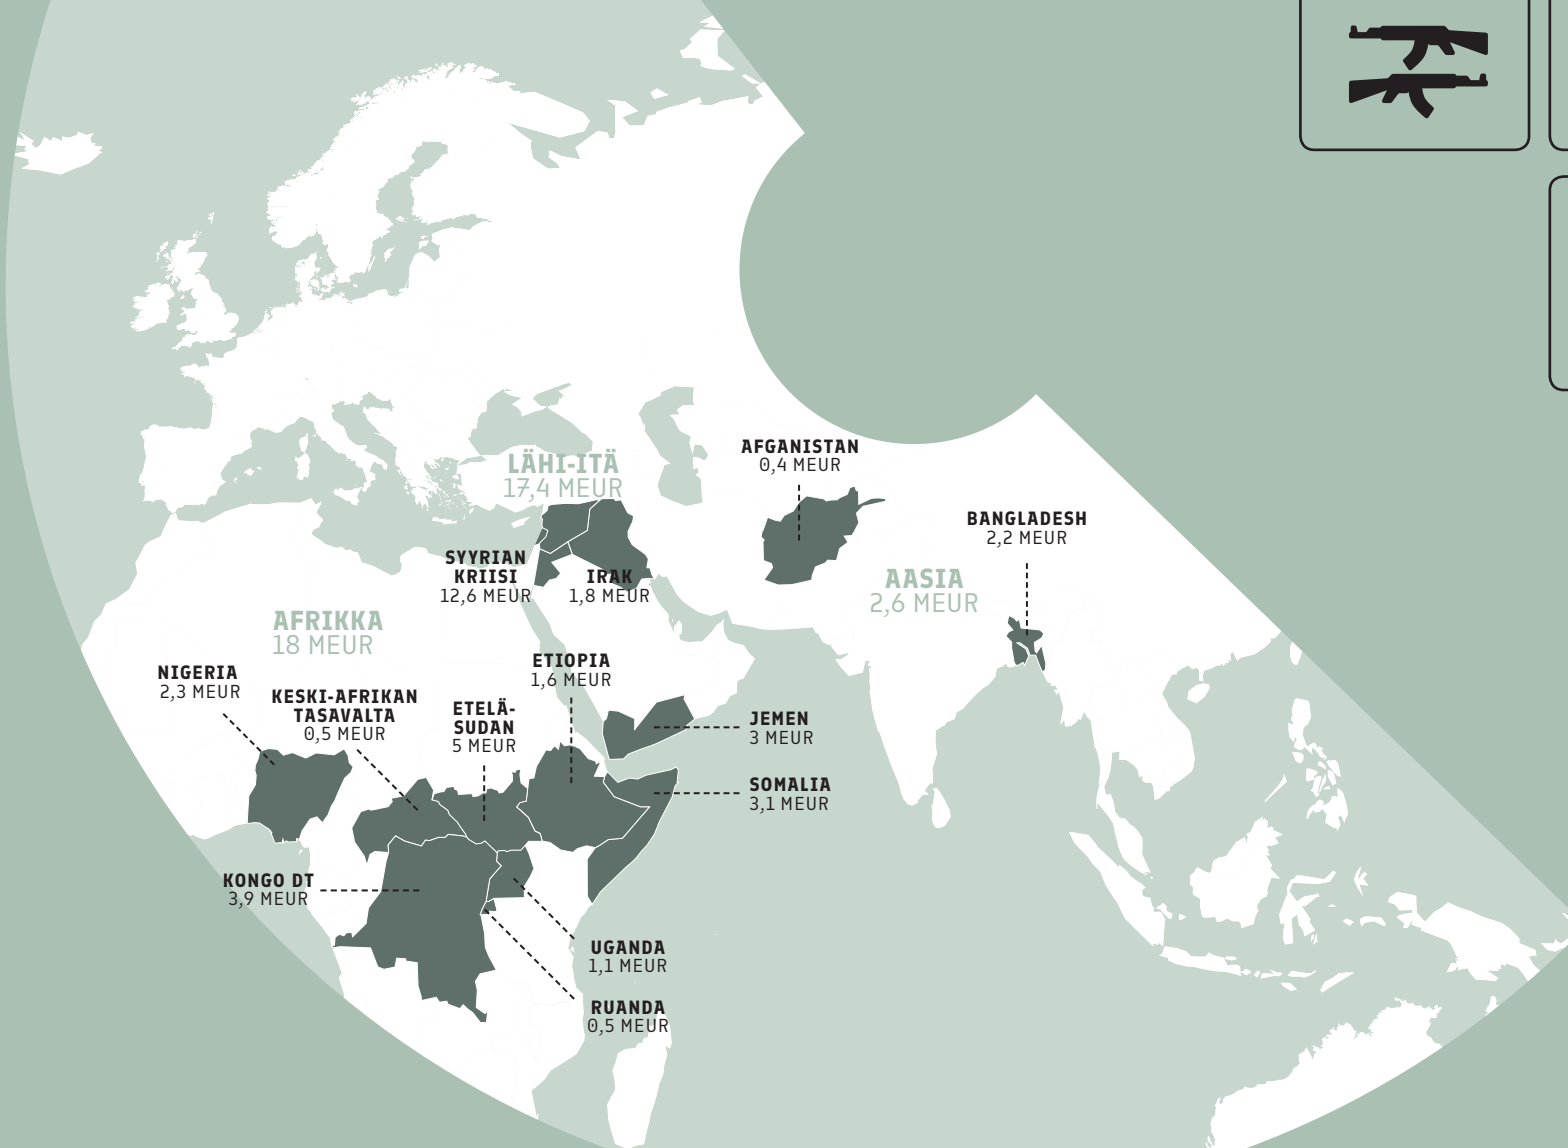 AFGANISTAN
0,4 MEUR
LÄHI-ITÄ
17,4 MEUR
BANGLADESH
2,2 MEUR
SYYRIAN
KRIISI
12,6 MEUR
IRAK
1,8 MEUR
AASIA
2,6 MEUR
AFRIKKA
18 MEUR
NIGERIA
2,3 MEUR
KESKI-AFRIKAN
TASAVALTA
0,5 MEUR
ETELÄ-
SUDAN
5 MEUR
ETIOPIA
1,6 MEUR
JEMEN
3 MEUR
SOMALIA
3,1 MEUR
KONGO DT
3,9 MEUR
UGANDA
1,1 MEUR
RUANDA
0,5 MEUR